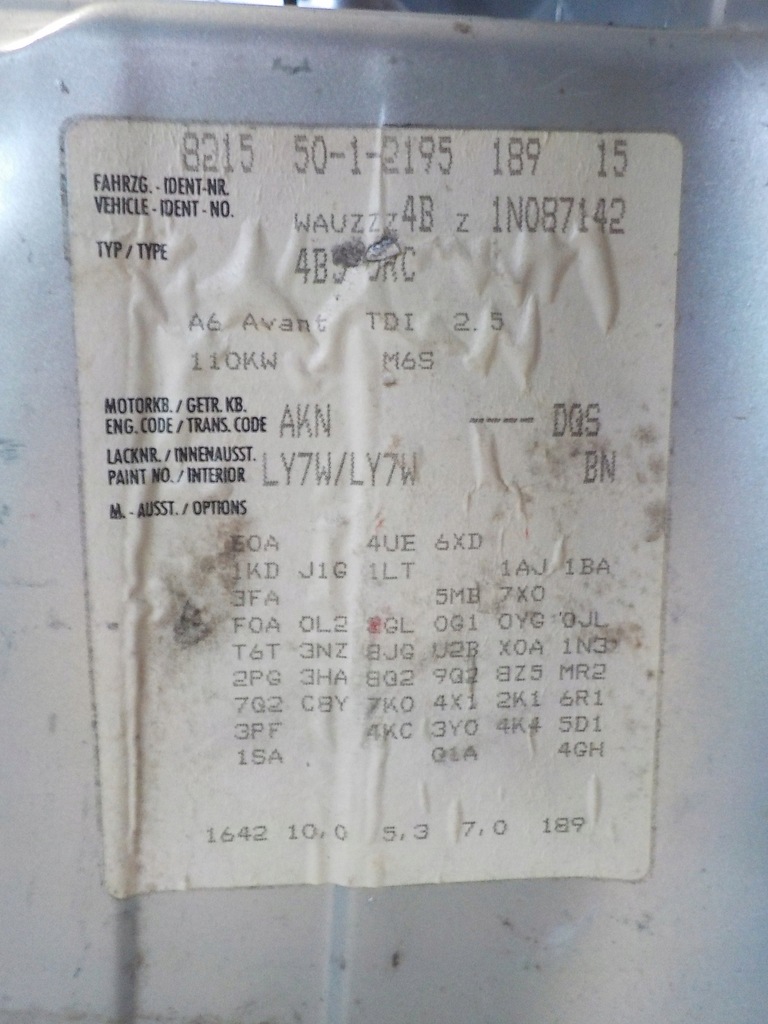 8215 50-1-2195 189 15
FAHRZG. - IDENT-NR.
VEHICLE - IDENT - NO.
WAUZZZ4B Z 1N087142
TYP / TYPE
A6 Avant TDI 2.5
110KW M6S
MOTORKB. / GETR. KB.
ENG. CODE / TRANS. CODE AKN ---- DQS
LACKNR. / INNENAUSST.
PAINT NO. / INTERIOR LY7W/LY7W BN
M. - AUSST. / OPTIONS
E0A 4UE 6XD
1KD J1G 1LT 1AJ 1BA
3FA 5MB 7X0
F0A 0L2 0G1 0YG 0JL
T6T 3NZ 8JG U2B X0A 1N3
2PG 3HA 8Q2 9Q2 8Z5 MR2
7Q2 C8Y 7K0 4X1 2K1 6R1
3PF 4KC 3Y0 4K4 5D1
1SA Q1A 4GH
1642 10,0 5,3 7,0 189